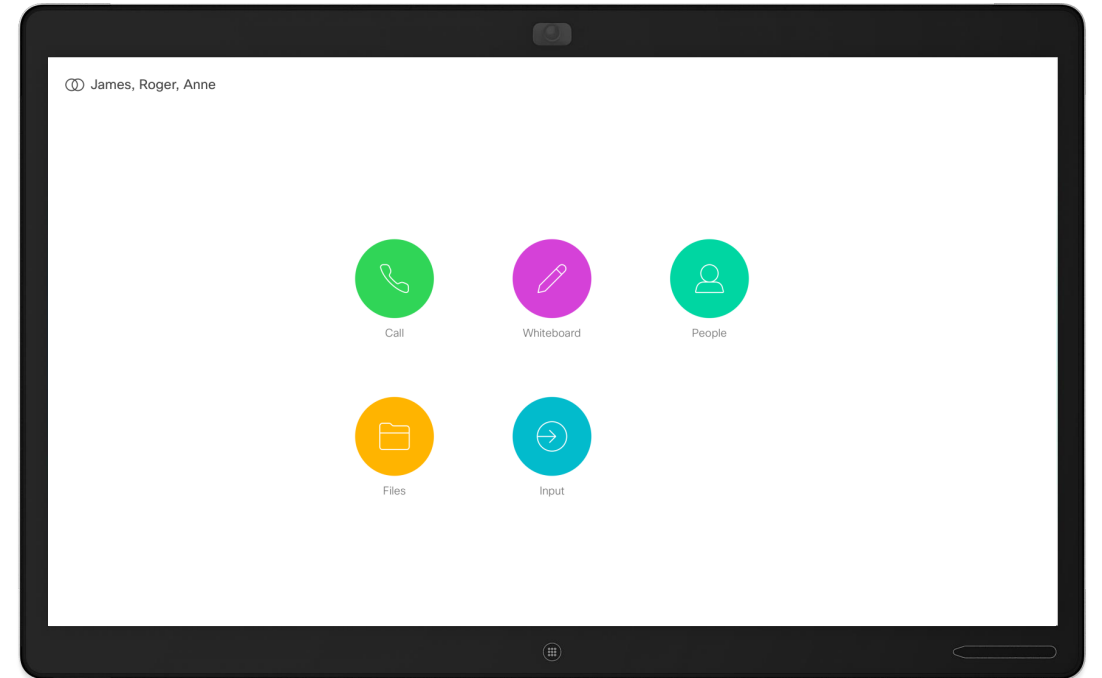 James, Roger, Anne
Call
Whiteboard
People
Files
Input